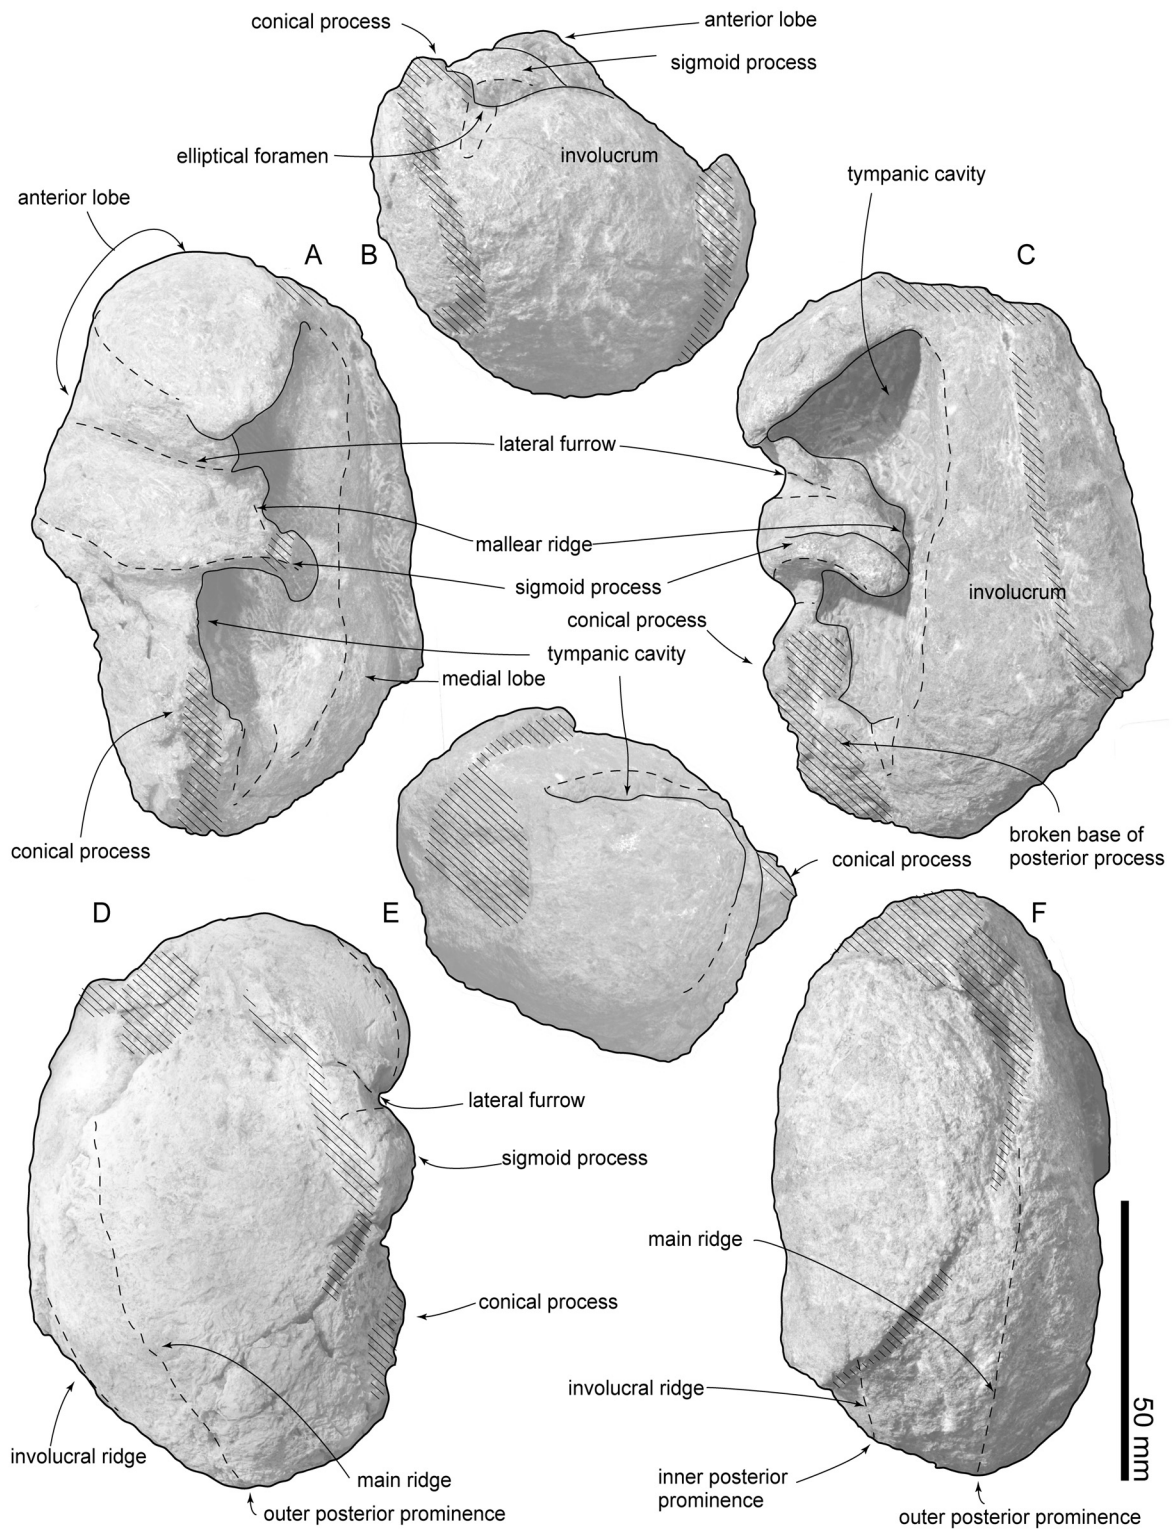 conical process
anterior lobe
sigmoid process
elliptical foramen
involucrum
tympanic cavity
anterior lobe
A
B
C
lateral furrow
mallear ridge
sigmoid process
involucrum
conical process
tympanic cavity
medial lobe
conical process
broken base of
posterior process
conical process
D
E
F
lateral furrow
sigmoid process
main ridge
conical process
involucral ridge
50 mm
involucral ridge
main ridge
inner posterior
prominence
outer posterior prominence
outer posterior prominence